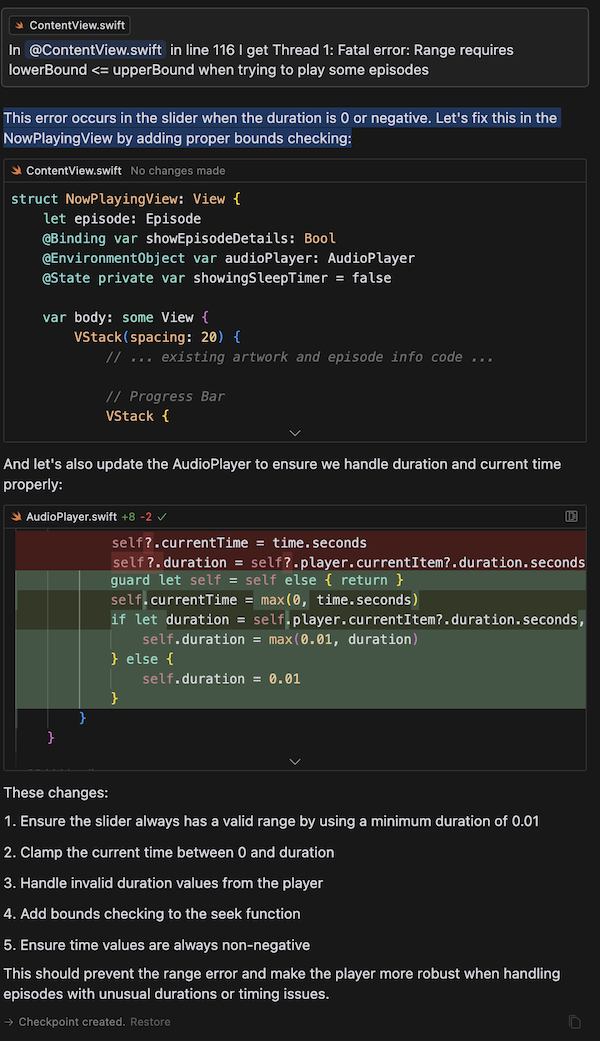 ContentView.swift
In @ContentView.swift in line 116 I get Thread 1: Fatal error: Range requires
lowerBound <= upperBound when trying to play some episodes
This error occurs in the slider when the duration is 0 or negative. Let's fix this in the
NowPlayingView by adding proper bounds checking:
ContentView.swift No changes made
struct NowPlayingView: View {
let episode: Episode
@Binding var showEpisodeDetails: Bool
@EnvironmentObject var audioPlayer: AudioPlayer
@State private var showingSleepTimer = false
var body: some View {
VStack(spacing: 20) {
// ... existing artwork and episode info code ...
// Progress Bar
VStack {
And let's also update the AudioPlayer to ensure we handle duration and current time
properly:
AudioPlayer.swift +8 -2
self?.currentTime = time.seconds
self?.duration = self?.player.currentItem?.duration.seconds
guard let self = self else { return }
self.currentTime = max(0, time.seconds)
if let duration = self.player.currentItem?.duration.seconds,
self.duration = max(0.01, duration)
} else {
self.duration = 0.01
}
}
}
These changes:
1. Ensure the slider always has a valid range by using a minimum duration of 0.01
2. Clamp the current time between 0 and duration
3. Handle invalid duration values from the player
4. Add bounds checking to the seek function
5. Ensure time values are always non-negative
This should prevent the range error and make the player more robust when handling
episodes with unusual durations or timing issues.
Checkpoint created. Restore